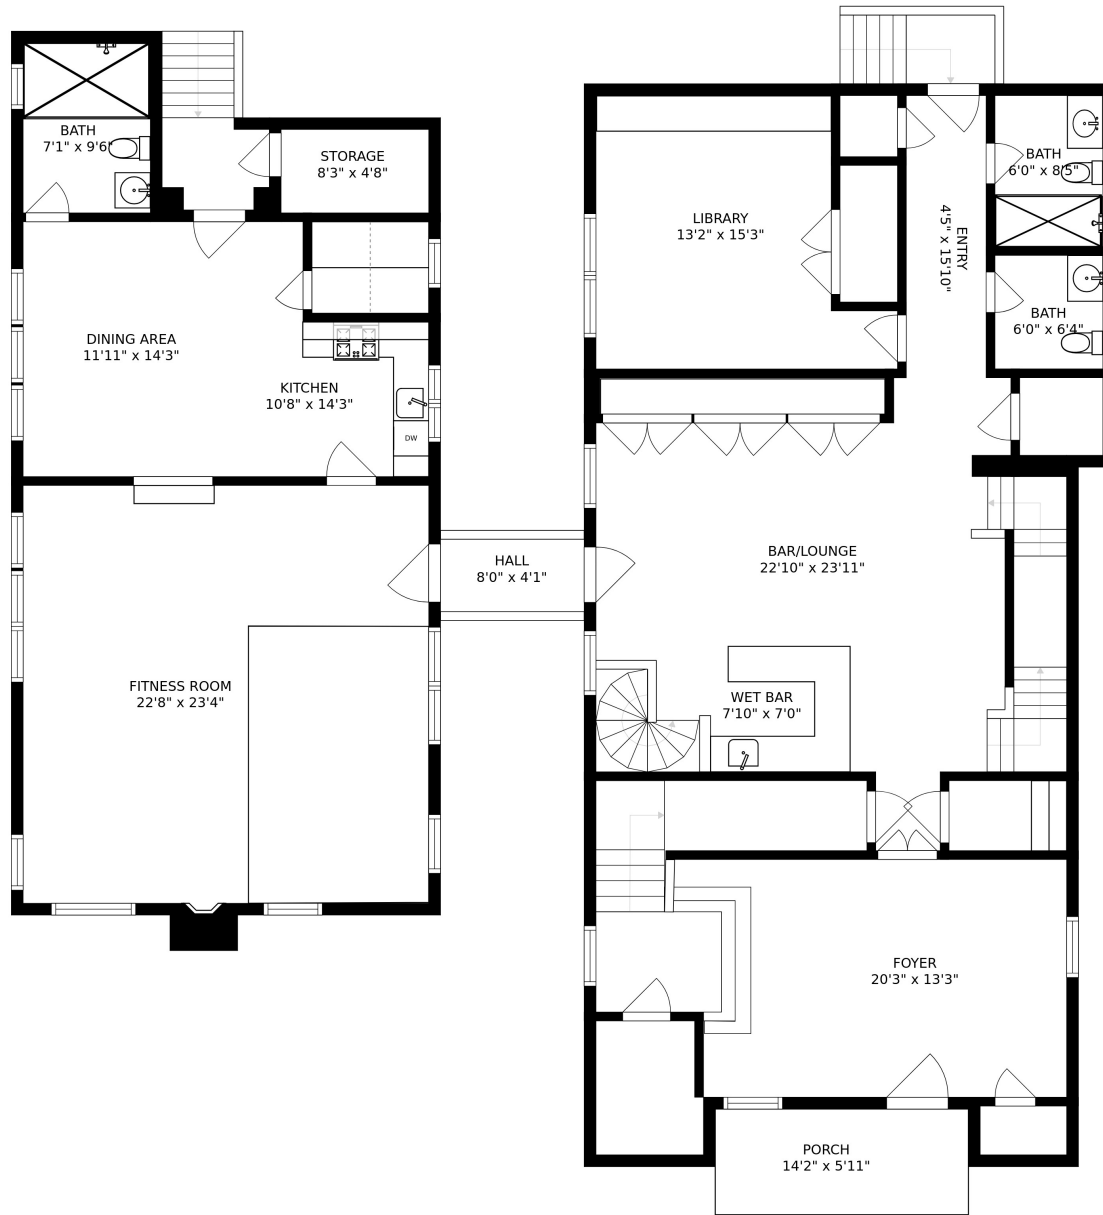 BATH
7'1" x 9'6"
STORAGE
8'3" x 4'8"
DINING AREA
11'11" x 14'3"
KITCHEN
10'8" x 14'3"
DW
FITNESS ROOM
22'8" x 23'4"
HALL
8'0" x 4'1"
LIBRARY
13'2" x 15'3"
ENTRY
4'5" x 15'10"
BATH
6'0" x 8'5"
BATH
6'0" x 6'4"
BAR/LOUNGE
22'10" x 23'11"
WET BAR
7'10" x 7'0"
FOYER
20'3" x 13'3"
PORCH
14'2" x 5'11"